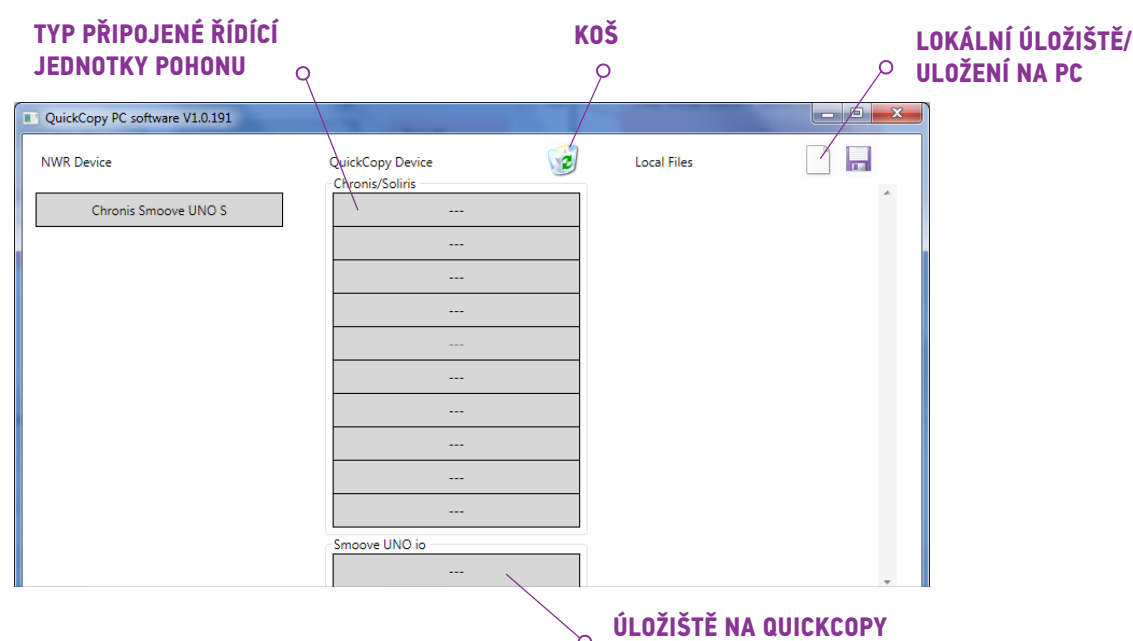 TYP PŘIPOJENÉ ŘÍDÍCÍ
JEDNOTKY POHONU
KOŠ
LOKÁLNÍ ÚLOŽIŠTĚ/
ULOŽENÍ NA PC
QuickCopy PC software V1.0.191
NWR Device
QuickCopy Device
Local Files
Chronis/Soliris
Chronis Smoove UNO S
---
---
---
---
---
---
---
---
---
---
Smoove UNO io
---
ÚLOŽIŠTĚ NA QUICKCOPY